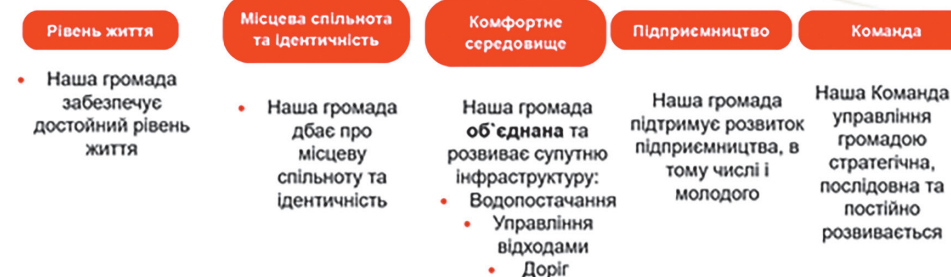 Рівень життя
Наша громада
забезпечує
достойний рівень
життя
Місцева спільнота
та ідентичність
Наша громада
дбає про
місцеву
спільноту та
ідентичність
Комфортне
середовище
Наша громада
об`єднана та
розвиває супутню
інфраструктуру:
Водопостачання
Управління
відходами
Доріг
Підприємництво
Наша громада
підтримує розвиток
підприємництва, в
тому числі і
молодого
Команда
Наша Команда
управління
громадою
стратегічна,
послідовна та
постійно
розвивається